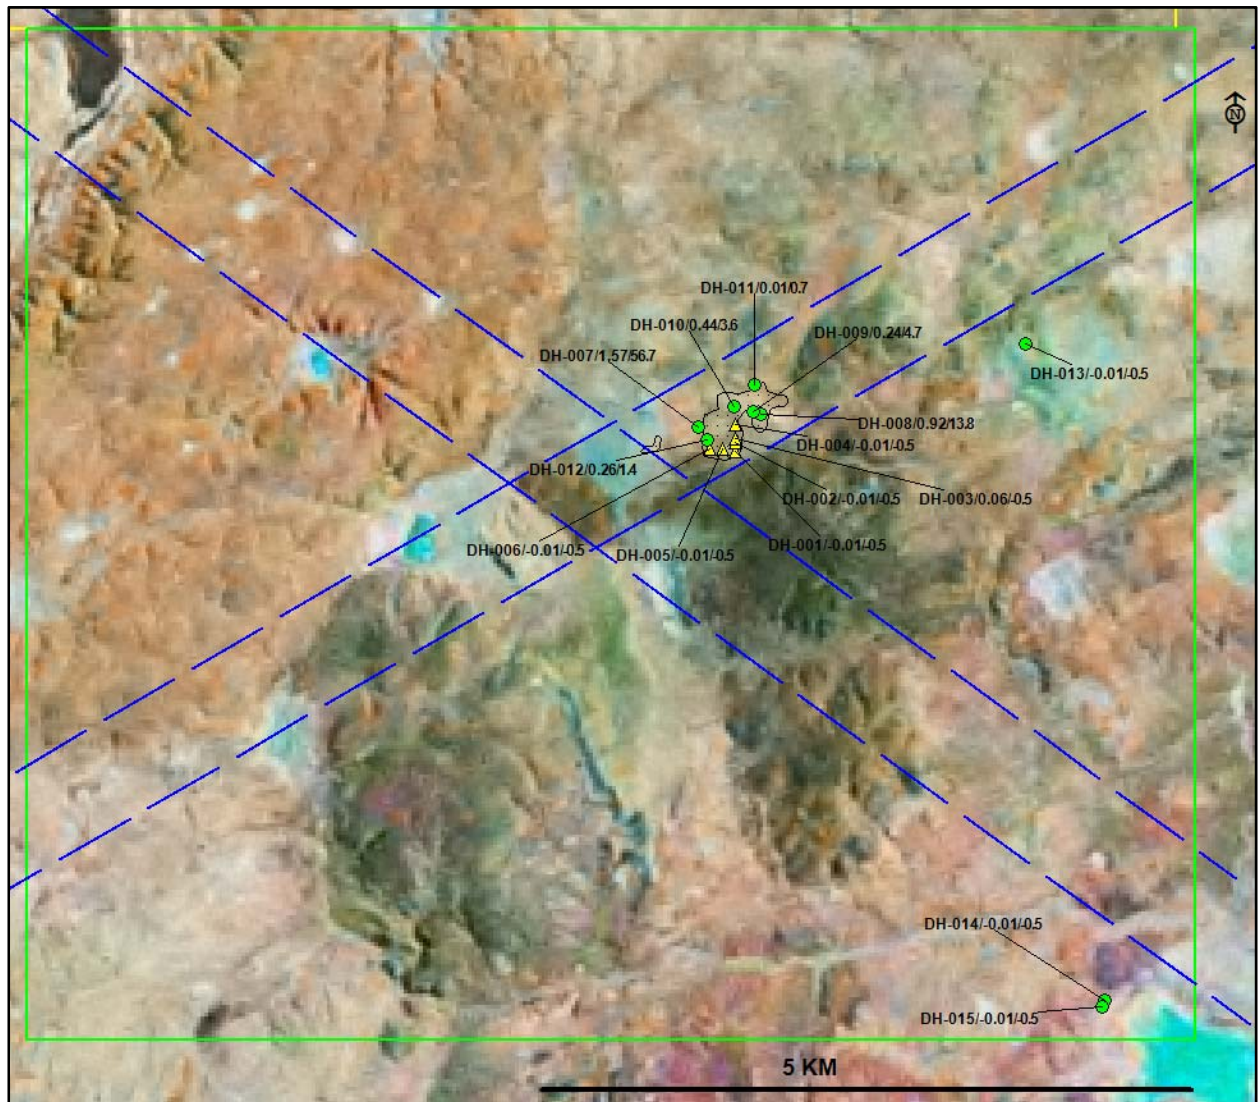 N
DH-011/0.01/0.7
DH-010/0.44/3.6
DH-009/0.24/4.7
DH-007/1.57/56.7
DH-013/-0.01/-0.5
DH-008/0.92/13.8
DH-004/-0.01/-0.5
DH-012/0.26/1.4
DH-002/-0.01/-0.5
DH-003/0.06/-0.5
DH-001/-0.01/-0.5
DH-006/-0.01/-0.5
DH-005/-0.01/-0.5
DH-014/-0.01/-0.5
DH-015/-0.01/-0.5
5 KM